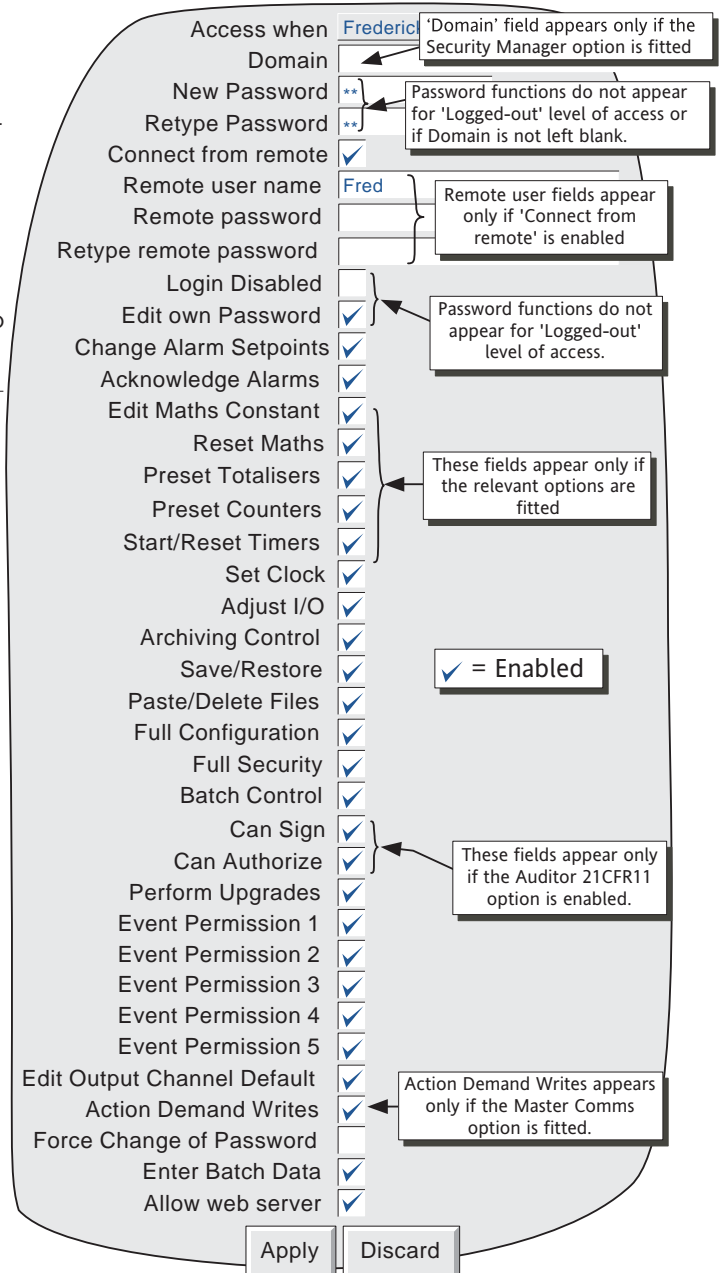 Access when Frederick
'Domain' field appears only if the
Security Manager option is fitted
Domain
New Password **
Retype Password **
Password functions do not appear
for 'Logged-out' level of access or
if Domain is not left blank.
Connect from remote
Remote user name Fred
Remote password
Retype remote password
Remote user fields appear
only if 'Connect from
remote' is enabled
Login Disabled
Edit own Password
Password functions do not
appear for 'Logged-out'
level of access.
Change Alarm Setpoints
Acknowledge Alarms
Edit Maths Constant
Reset Maths
Preset Totalisers
Preset Counters
Start/Reset Timers
These fields appear only if
the relevant options are
fitted
Set Clock
Adjust I/O
Archiving Control
Save/Restore
Paste/Delete Files
✓ = Enabled
Full Configuration
Full Security
Batch Control
Can Sign
Can Authorize
These fields appear only
if the Auditor 21CFR11
option is enabled.
Perform Upgrades
Event Permission 1
Event Permission 2
Event Permission 3
Event Permission 4
Event Permission 5
Edit Output Channel Default
Action Demand Writes
Action Demand Writes appears
only if the Master Comms
option is fitted.
Force Change of Password
Enter Batch Data
Allow web server
Apply Discard